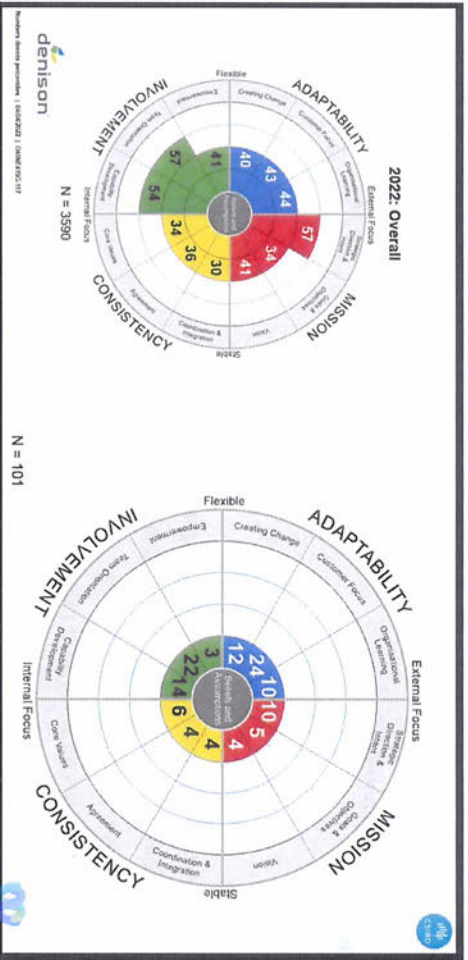 2022: Overall
External Focus
ADAPTABILITY
MISSION
INVOLVEMENT
CONSISTENCY
Flexible
Stable
Internal Focus
Creating Change
Customer Focus
Organisational
Learning
Strategic
Direction &
Intent
Goals &
Objectives
Vision
Empowerment
Team Orientation
Capability
Development
Core Values
Agreement
Coordination &
Integration
Beliefs and
Assumptions
40
43
44
57
34
41
41
57
54
34
36
30
N = 3590
denison
External Focus
ADAPTABILITY
MISSION
INVOLVEMENT
CONSISTENCY
Flexible
Stable
Internal Focus
Creating Change
Customer Focus
Organisational
Learning
Strategic
Direction &
Intent
Goals &
Objectives
Vision
Empowerment
Team Orientation
Capability
Development
Core Values
Agreement
Coordination &
Integration
Beliefs and
Assumptions
12
24
10
10
5
4
3
22
14
6
4
4
N = 101
CSIRO